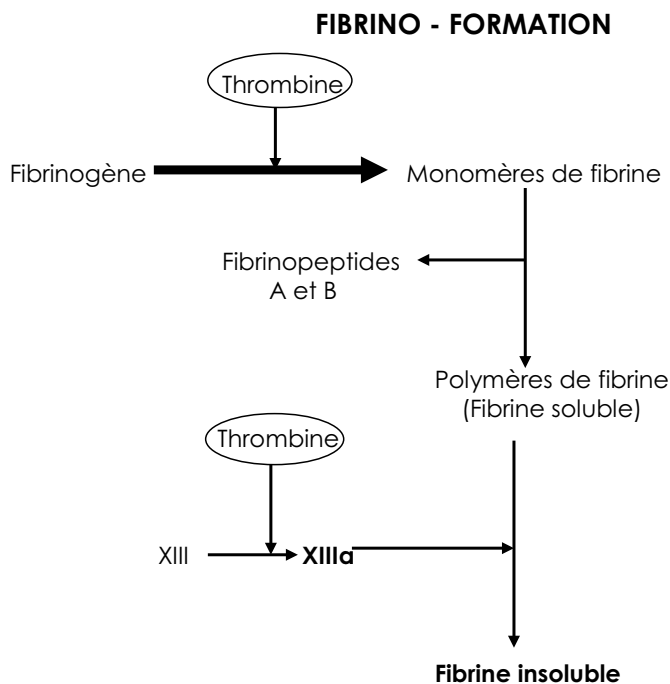 FIBRINO - FORMATION
Thrombine
Fibrinogène
Monomères de fibrine
Fibrinopeptides
A et B
Polymères de fibrine
(Fibrine soluble)
Thrombine
XIII
XIIIa
Fibrine insoluble